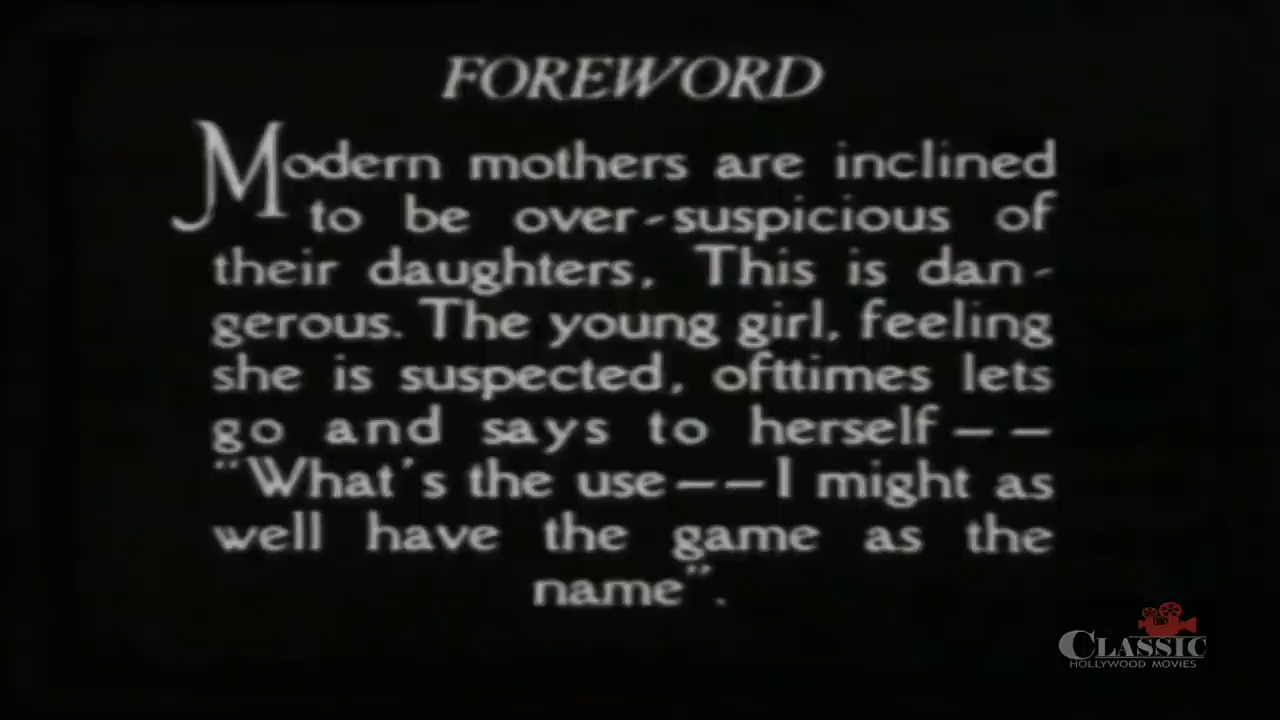 FOREWORD
Modern mothers are inclined
to be over-suspicious of
their daughters. This is dan-
gerous. The young girl, feeling
she is suspected, ofttimes lets
go and says to herself——
"What's the use——I might as
well have the game as the
name".
CLASSIC
HOLLYWOOD MOVIES